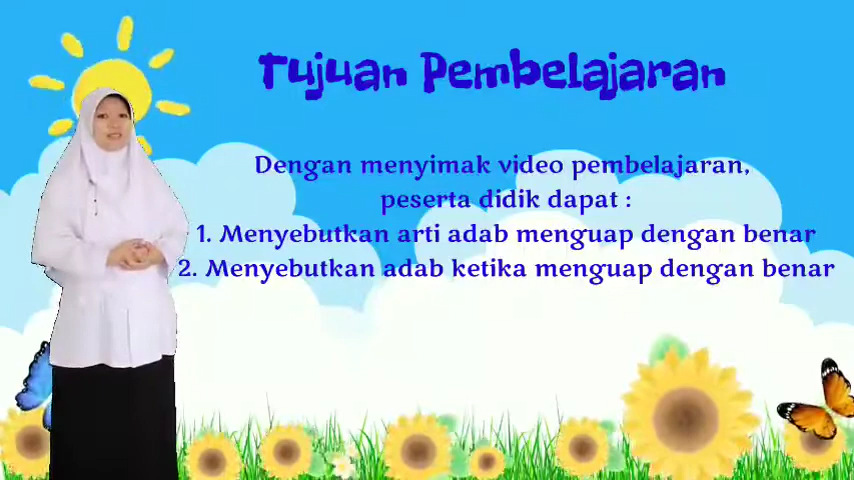 Tujuan Pembelajaran
Dengan menyimak video pembelajaran,
peserta didik dapat :
1. Menyebutkan arti adab menguap dengan benar
2. Menyebutkan adab ketika menguap dengan benar